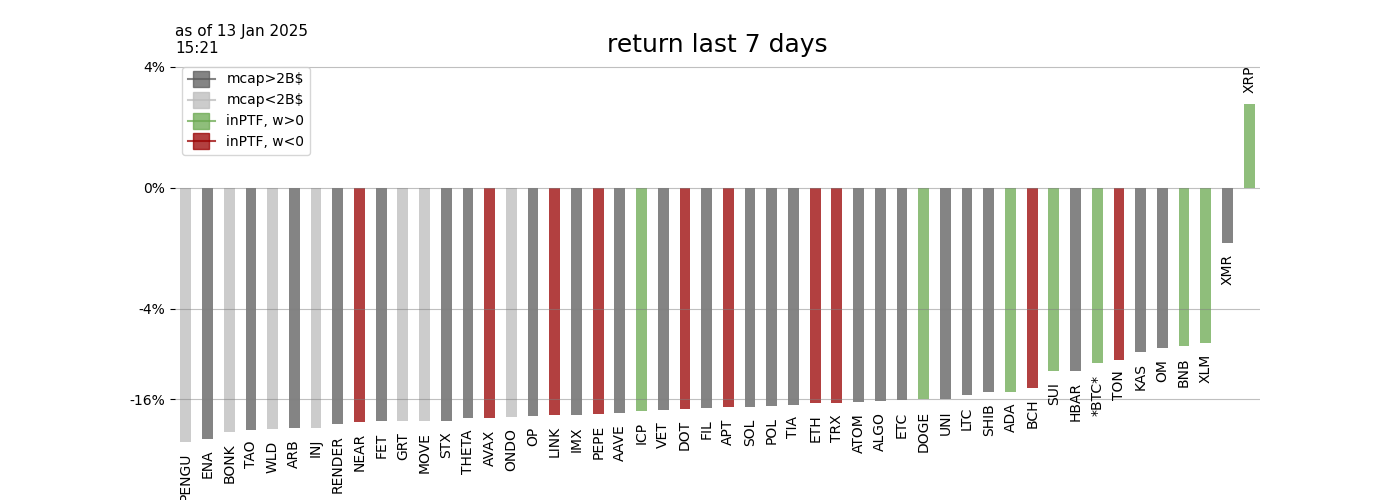 as of 13 Jan 2025
15:21
return last 7 days
4%
0%
-4%
-16%
mcap>2B$
mcap<2B$
inPTF, w>0
inPTF, w<0
PENGU
ENA
BONK
TAO
WLD
ARB
INJ
RENDER
NEAR
FET
GRT
MOVE
STX
THETA
AVAX
ONDO
OP
LINK
IMX
PEPE
AAVE
ICP
VET
DOT
FIL
APT
SOL
POL
TIA
ETH
TRX
ATOM
ALGO
ETC
DOGE
UNI
LTC
SHIB
ADA
BCH
SUI
HBAR
*BTC*
TON
KAS
OM
BNB
XLM
XMR
XRP